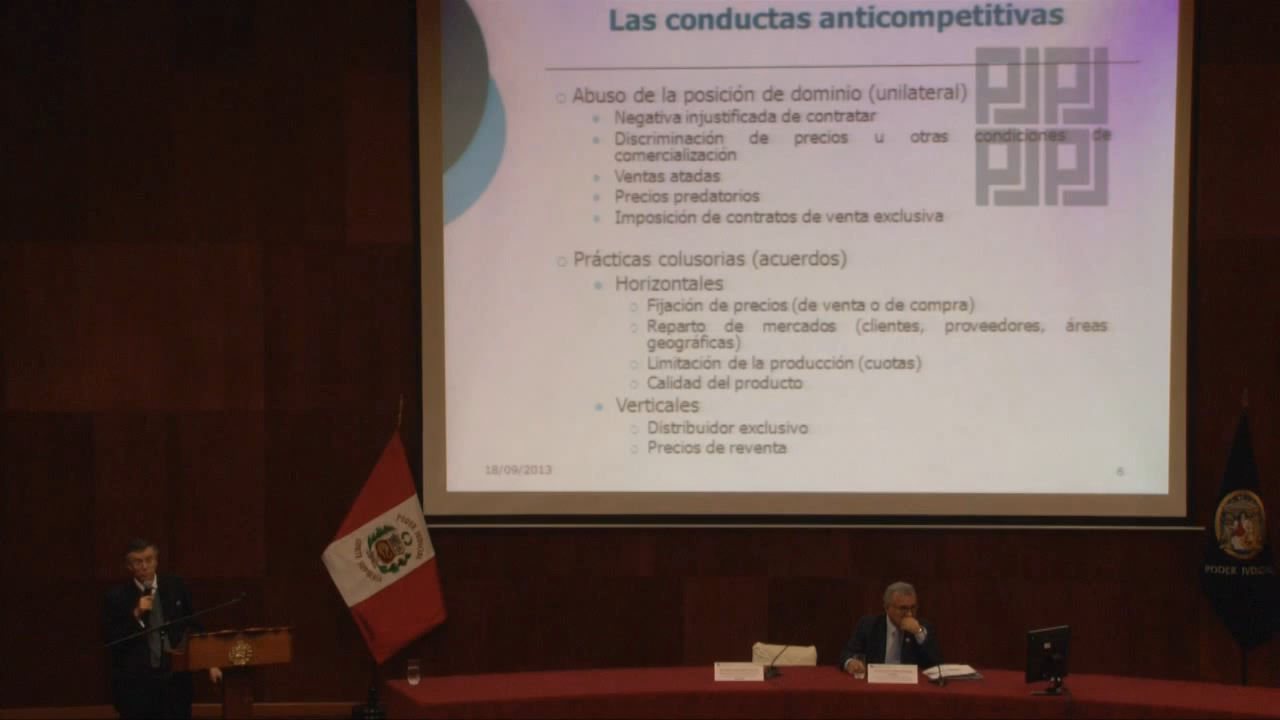 Las conductas anticompetitivas
Abuso de la posición de dominio (unilateral)
Negativa injustificada de contratar
Discriminación de precios u otras condiciones de
comercialización
Ventas atadas
Precios predatorios
Imposición de contratos de venta exclusiva
Prácticas colusorias (acuerdos)
Horizontales
Fijación de precios (de venta o de compra)
Reparto de mercados (clientes, proveedores, áreas
geográficas)
Limitación de la producción (cuotas)
Calidad del producto
Verticales
Distribuidor exclusivo
Precios de reventa
18/09/2013
6
PODER
PODER